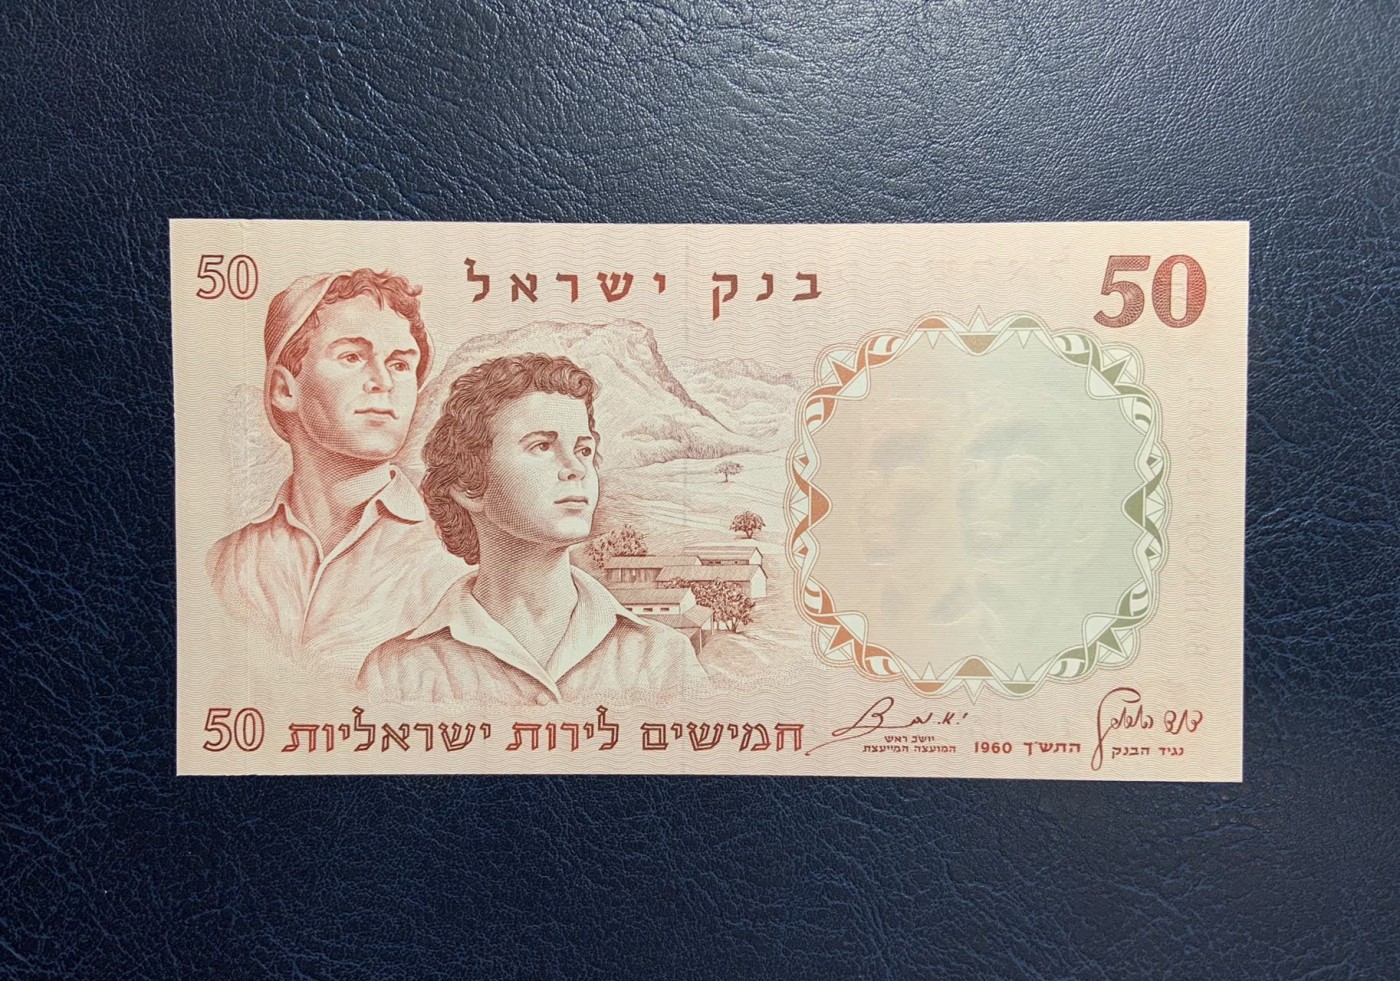 50
בנק ישראל
50
50 חמישים לירות ישראליות
יושב ראש
המועצה המייעצת
התש״ך 1960
נגיד הבנק